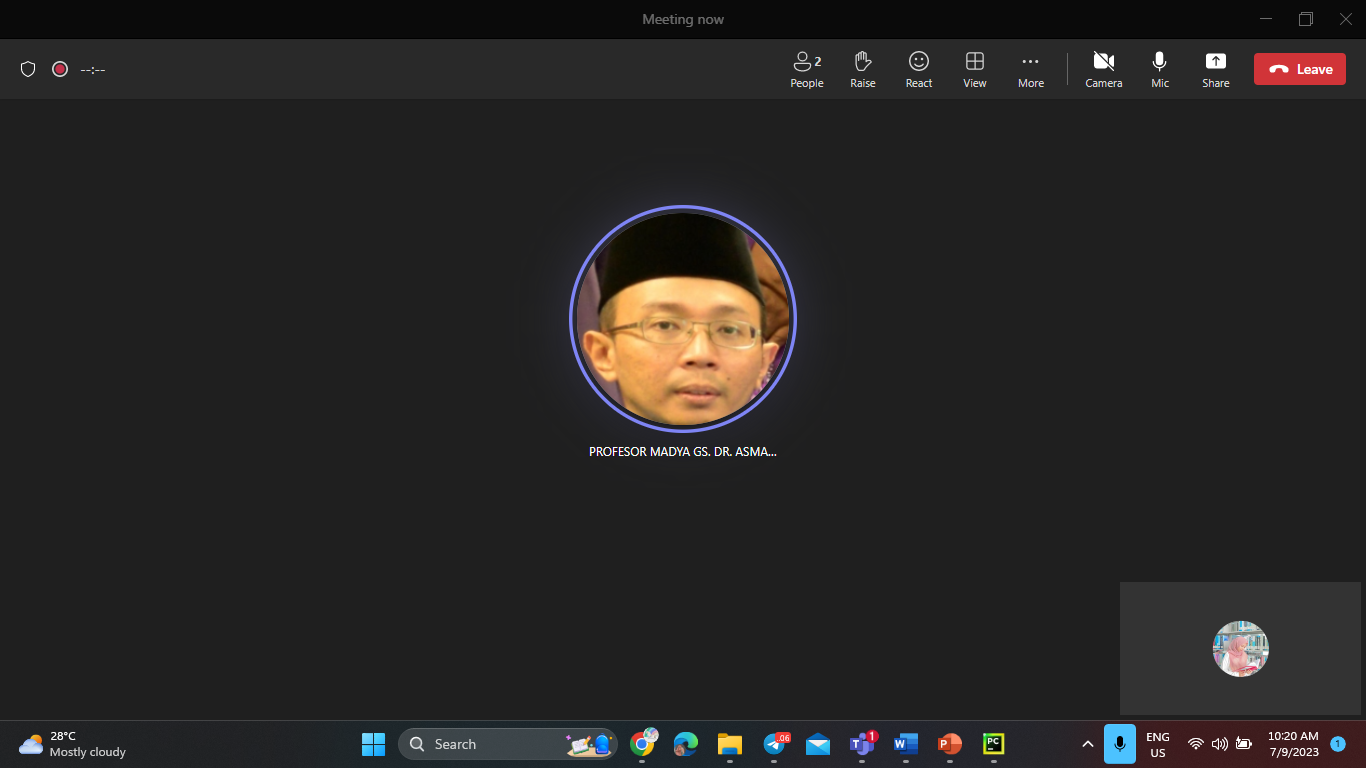 Meeting now
--:--
2
People
Raise
React
View
More
Camera
Mic
Share
Leave
PROFESOR MADYA GS. DR. ASMA...
28°C
Mostly cloudy
Search
.06
1
W
P
PC
ENG
US
10:20 AM
7/9/2023
1